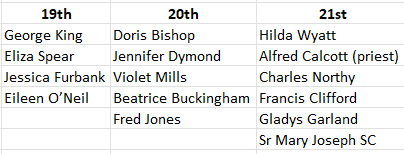 19th 20th 21st
George King Doris Bishop Hilda Wyatt
Eliza Spear Jennifer Dymond Alfred Calcott (priest)
Jessica Furbank Violet Mills Charles Northy
Eileen O’Neil Beatrice Buckingham Francis Clifford
Fred Jones Gladys Garland
Sr Mary Joseph SC